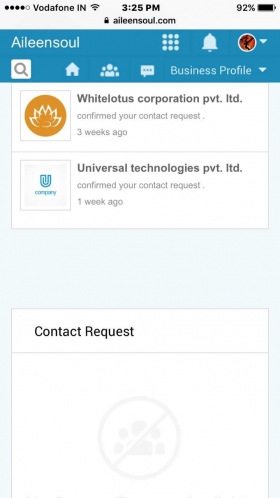 Vodafone IN 3:25 PM 92%
aileensoul.com
Aileensoul
Business Profile
Whitelotus corporation pvt. ltd.
confirmed your contact request .
3 weeks ago
Universal technologies pvt. ltd.
confirmed your contact request .
1 week ago
U
company
Contact Request